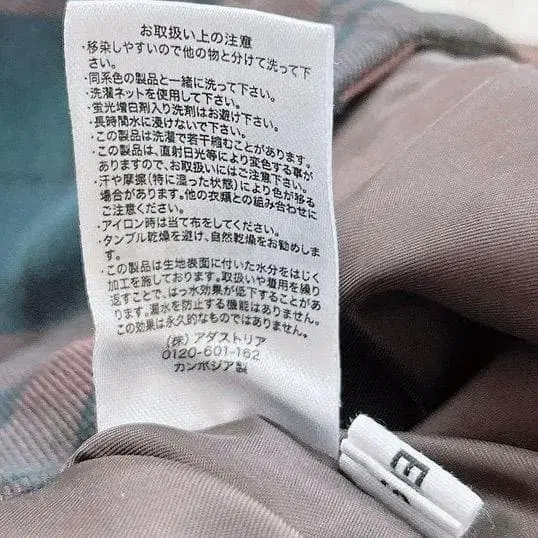 お取扱い上の注意
・移染しやすいので他の物と分けて洗って下
さい。
・同系色の製品と一緒に洗って下さい。
・洗濯ネットを使用して下さい。
・蛍光増白剤入り洗剤はお避け下さい。
・長時間水に浸けないで下さい。
・この製品は洗濯で若干縮むことがあります。
・この製品は、直射日光等により変色する事が
ありますので、お取扱いにはご注意下さい。
・汗や摩擦(特に湿った状態)により色が移る
場合があります。他の衣類との組み合わせに
ご注意ください。
・アイロン時は当て布をしてください。
・タンブル乾燥を避け、自然乾燥をお勧めしま
す。
・この製品は生地表面に付いた水分をはじく
加工を施しております。取扱いや着用を繰り
返すことで、はっ水効果が低下することがあ
ります。漏水を防止する機能はありません。
この効果は永久的なものではありません。
(株) アダストリア
0120-601-162
カンボジア製
E